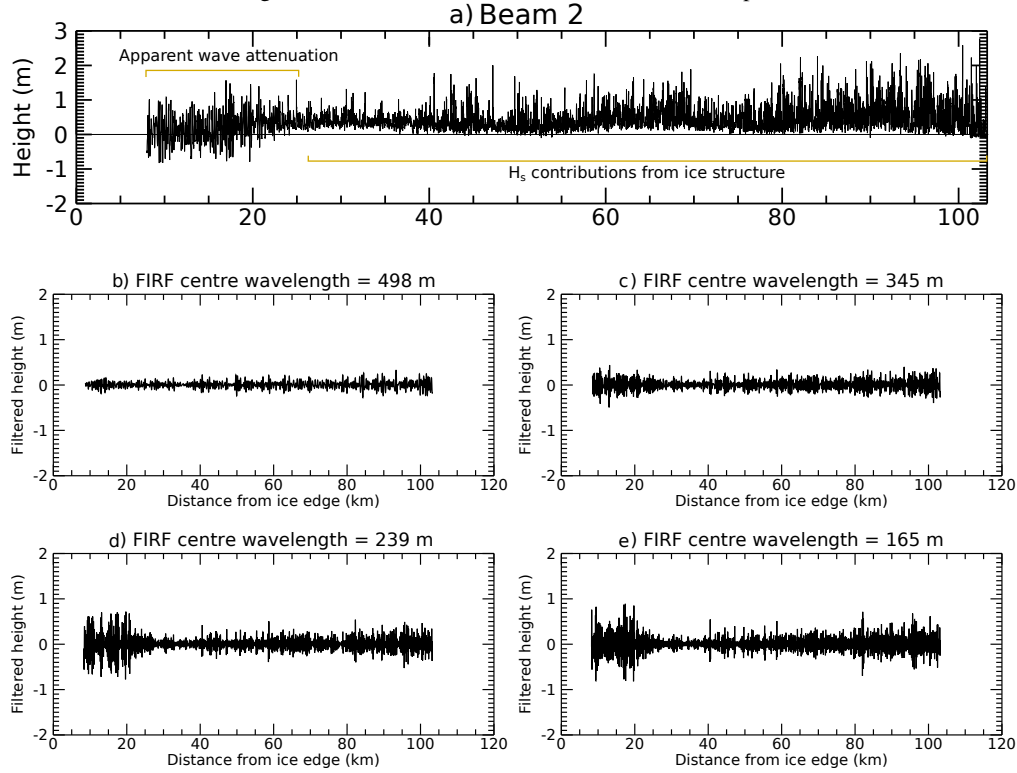 a) Beam 2
3
2
1
0
-1
-2
Height (m)
Apparent wave attenuation
Hs contributions from ice structure
0 20 40 60 80 100
b) FIRF centre wavelength = 498 m
2
1
0
-1
-2
Filtered height (m)
0 20 40 60 80 100 120
Distance from ice edge (km)
c) FIRF centre wavelength = 345 m
2
1
0
-1
-2
Filtered height (m)
0 20 40 60 80 100 120
Distance from ice edge (km)
d) FIRF centre wavelength = 239 m
2
1
0
-1
-2
Filtered height (m)
0 20 40 60 80 100 120
Distance from ice edge (km)
e) FIRF centre wavelength = 165 m
2
1
0
-1
-2
Filtered height (m)
0 20 40 60 80 100 120
Distance from ice edge (km)